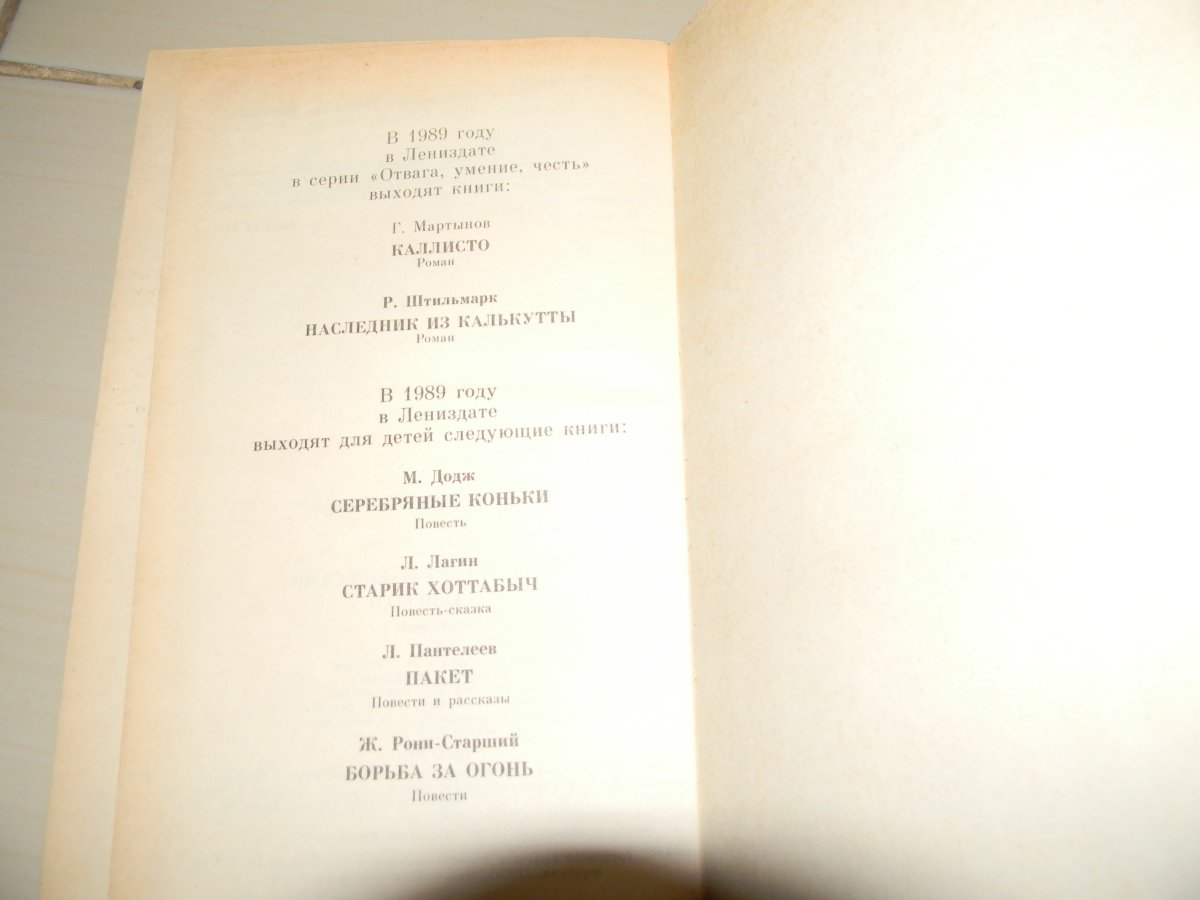 В 1989 году
в Лениздате
в серии «Отвага, умение, честь»
выходят книги:
Г. Мартынов
КАЛЛИСТО
Роман
Р. Штильмарк
НАСЛЕДНИК ИЗ КАЛЬКУТТЫ
Роман
В 1989 году
в Лениздате
выходят для детей следующие книги:
М. Додж
СЕРЕБРЯНЫЕ КОНЬКИ
Повесть
Л. Лагин
СТАРИК ХОТТАБЫЧ
Повесть-сказка
Л. Пантелеев
ПАКЕТ
Повести и рассказы
Ж. Рони-Старший
БОРЬБА ЗА ОГОНЬ
Повести